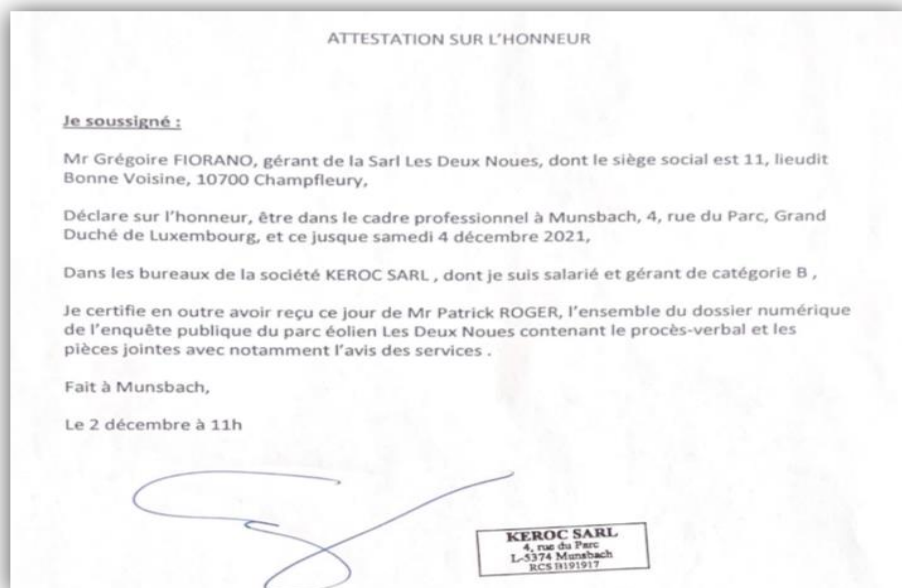 ATTESTATION SUR L'HONNEUR
Je soussigné :
Mr Grégoire FIORANO, gérant de la Sarl Les Deux Noues, dont le siège social est 11, lieudit
Bonne Voisine, 10700 Champfleury,
Déclare sur l'honneur, être dans le cadre professionnel à Munsbach, 4, rue du Parc, Grand
Duché de Luxembourg, et ce jusque samedi 4 décembre 2021,
Dans les bureaux de la société KEROC SARL , dont je suis salarié et gérant de catégorie B ,
Je certifie en outre avoir reçu ce jour de Mr Patrick ROGER, l'ensemble du dossier numérique
de l'enquête publique du parc éolien Les Deux Noues contenant le procès-verbal et les
pièces jointes avec notamment l'avis des services .
Fait à Munsbach,
Le 2 décembre à 11h
KEROC SARL
4, rue du Parc
L-5374 Munsbach
RCS B191917